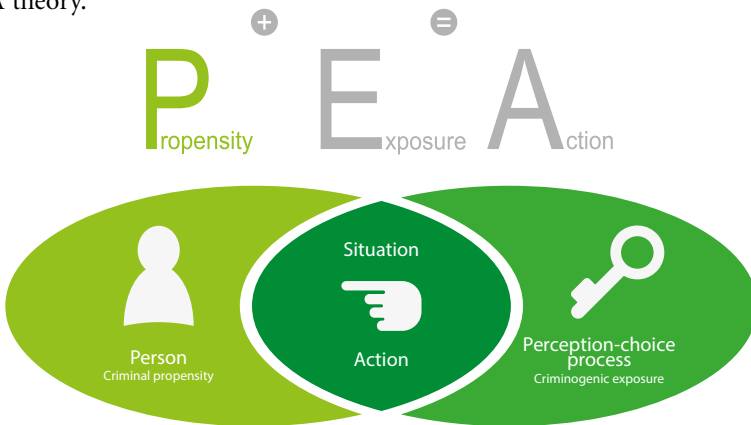 A theory.
+ =
Propensity Exposure Action
Situation
Action
Person
Criminal propensity
Perception-choice
process
Criminogenic exposure